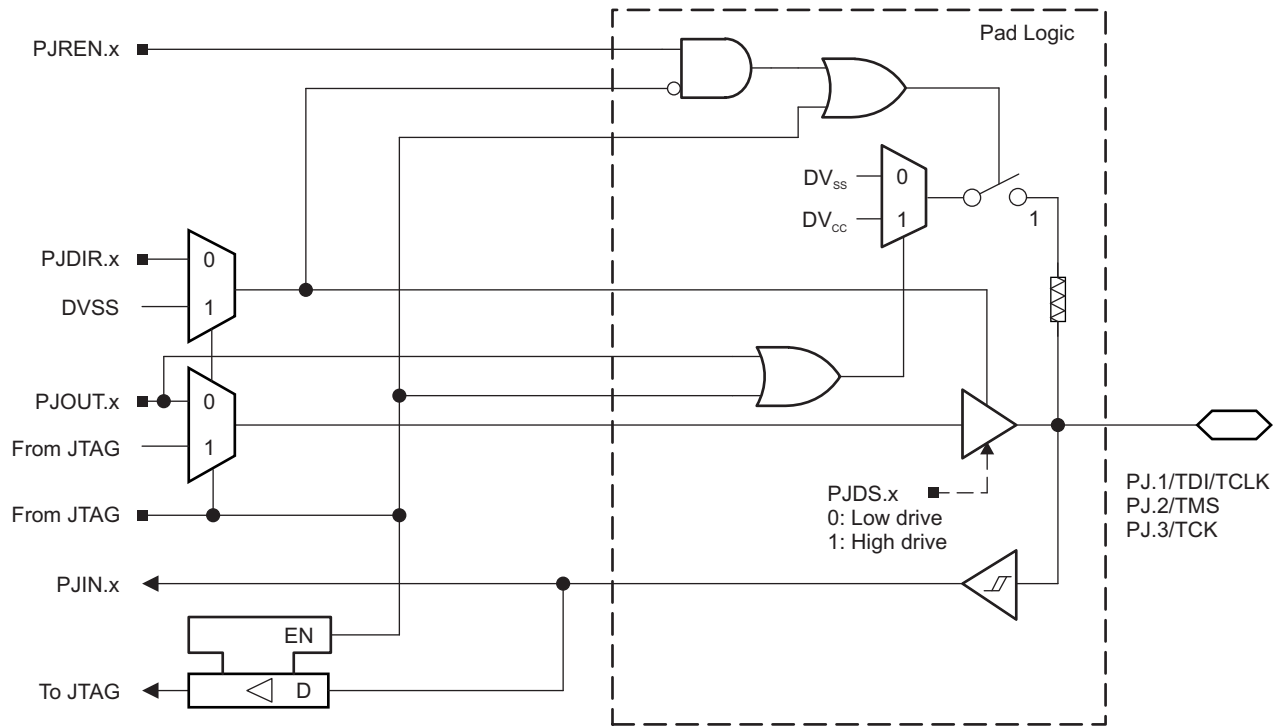 Pad Logic
PJREN.x
DVSS 0
DVCC 1
1
PJDIR.x 0
DVSS 1
PJOUT.x 0
From JTAG 1
PJDS.x
0: Low drive
1: High drive
PJ.1/TDI/TCLK
PJ.2/TMS
PJ.3/TCK
From JTAG
PJIN.x
EN
To JTAG
D